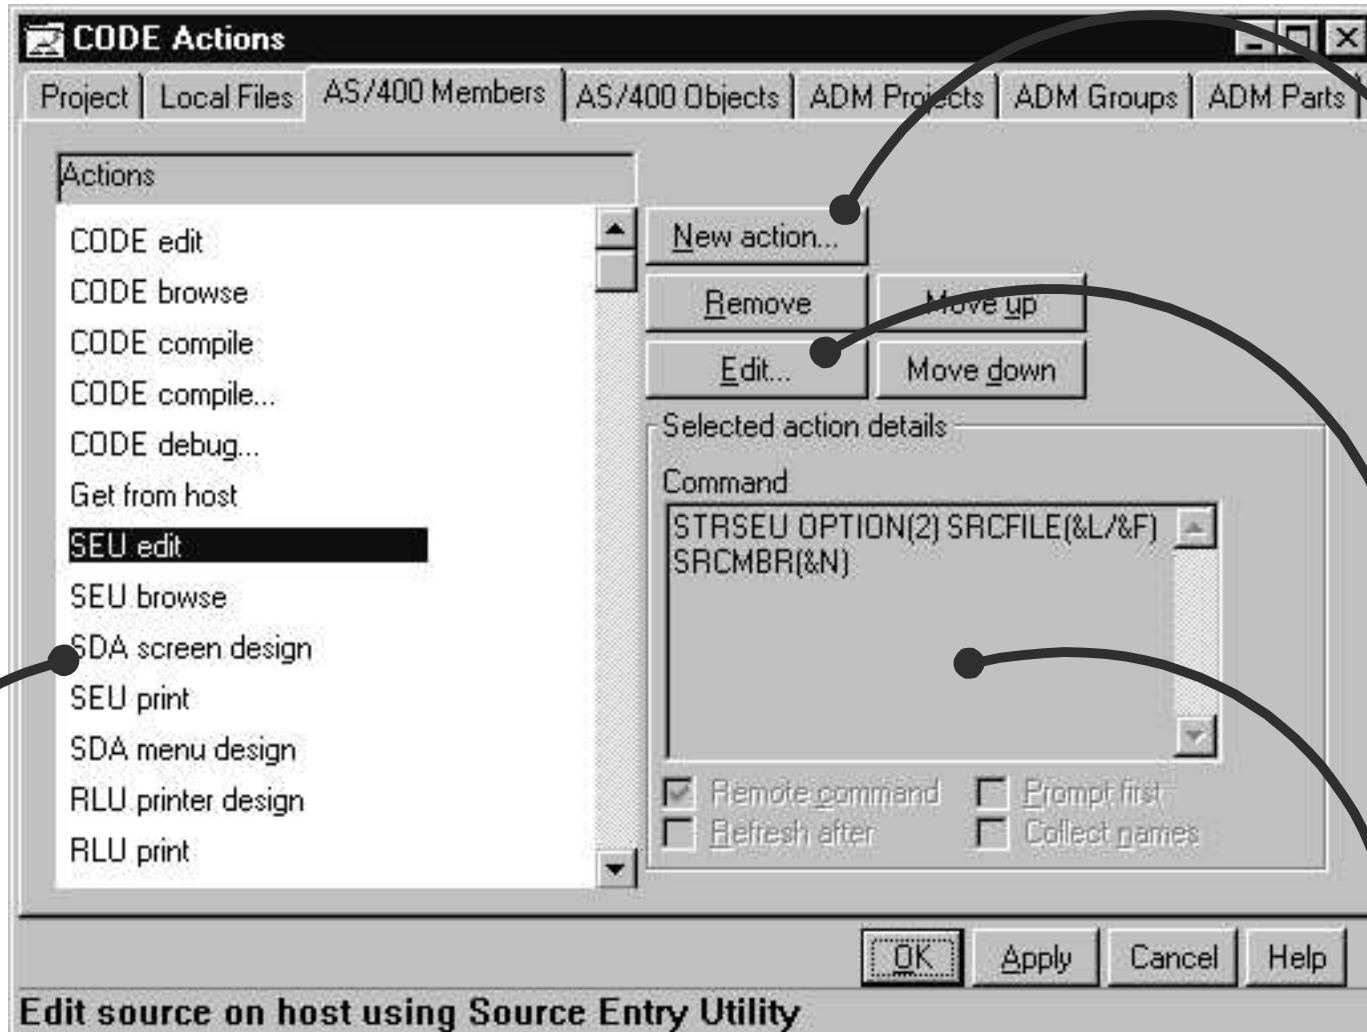 CODE Actions
Project
Local Files
AS/400 Members
AS/400 Objects
ADM Projects
ADM Groups
ADM Parts
Actions
CODE edit
CODE browse
CODE compile
CODE compile...
CODE debug...
Get from host
SEU edit
SEU browse
SDA screen design
SEU print
SDA menu design
RLU printer design
RLU print
New action...
Remove
Move up
Edit...
Move down
Selected action details
Command
STRSEU OPTION(2) SRCFILE(&L/&F)
SRCMBR(&N)
Remote command
Prompt first
Refresh after
Collect names
OK
Apply
Cancel
Help
Edit source on host using Source Entry Utility